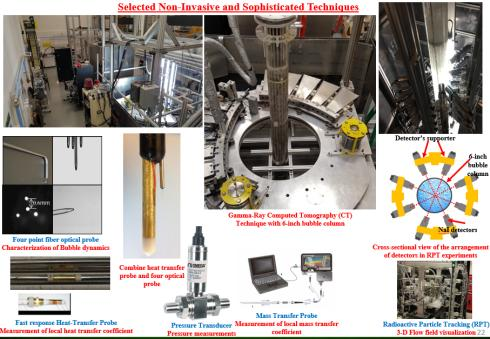 Selected Non-Invasive and Sophisticated Techniques
Detector's supporter
6-inch
bubble
column
NaI detectors
Gamma-Ray Computed Tomography (CT)
Technique with 6-inch bubble column
Cross sectional view of the arrangement
of detectors in RPT experiments
Four point fiber optical probe
Characterization of Bubble dynamics
Combine heat transfer
probe and four optical
probe
OMEGA
Fast response Heat-Transfer Probe
Measurement of local heat transfer coefficient
Pressure Transducer
Pressure measurements
Mass Transfer Probe
Measurement of local mass transfer
coefficient
Radioactive Particle Tracking (RPT)
3-D Flow field visualization
22